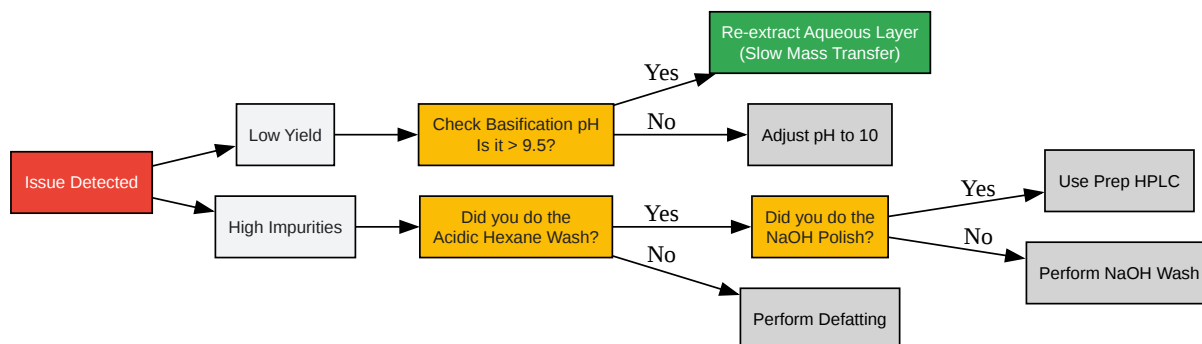 Re-extract Aqueous Layer
(Slow Mass Transfer)
Yes
Low Yield
Check Basification pH
Is it > 9.5?
No
Adjust pH to 10
Issue Detected
High Impurities
Did you do the
Acidic Hexane Wash?
Yes
Did you do the
NaOH Polish?
Yes
Use Prep HPLC
No
Perform NaOH Wash
No
Perform Defatting